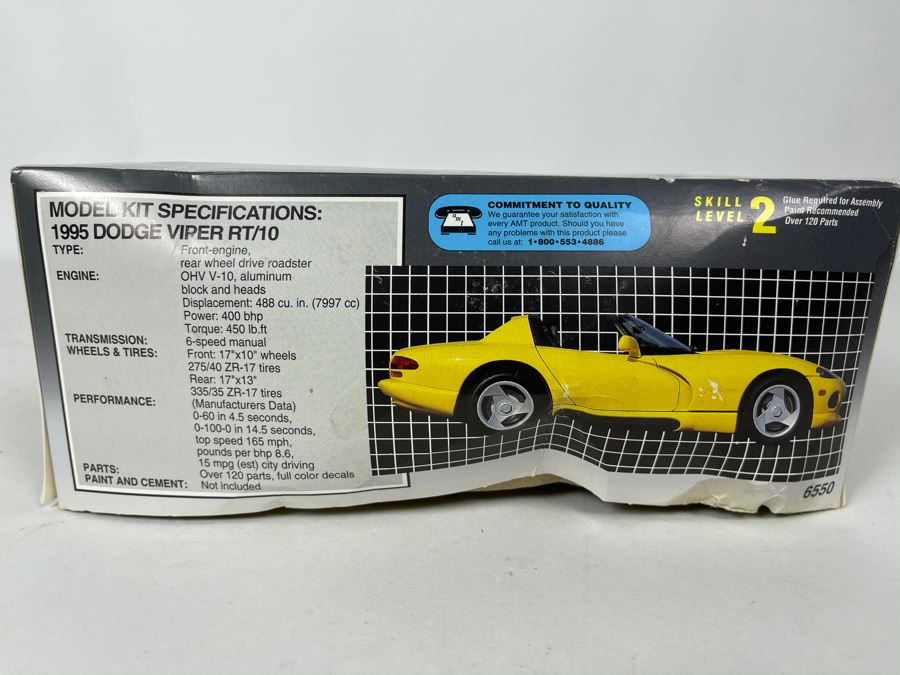 MODEL KIT SPECIFICATIONS:
1995 DODGE VIPER RT/10
TYPE: Front-engine,
rear wheel drive roadster
ENGINE: OHV V-10, aluminum
block and heads
Displacement: 488 cu. in. (7997 cc)
Power: 400 bhp
Torque: 450 lb.ft
TRANSMISSION: 6-speed manual
WHEELS & TIRES: Front: 17"x10" wheels
275/40 ZR-17 tires
Rear: 17"x13"
335/35 ZR-17 tires
PERFORMANCE: (Manufacturers Data)
0-60 in 4.5 seconds,
0-100-0 in 14.5 seconds,
top speed 165 mph,
pounds per bhp 8.6,
15 mpg (est) city driving
PARTS: Over 120 parts, full color decals
PAINT AND CEMENT: Not included
amt
COMMITMENT TO QUALITY
We guarantee your satisfaction with
every AMT product. Should you have
any problems with this product please
call us at: 1•800•553•4886
SKILL
LEVEL 2
Glue Required for Assembly
Paint Recommended
Over 120 Parts
6550